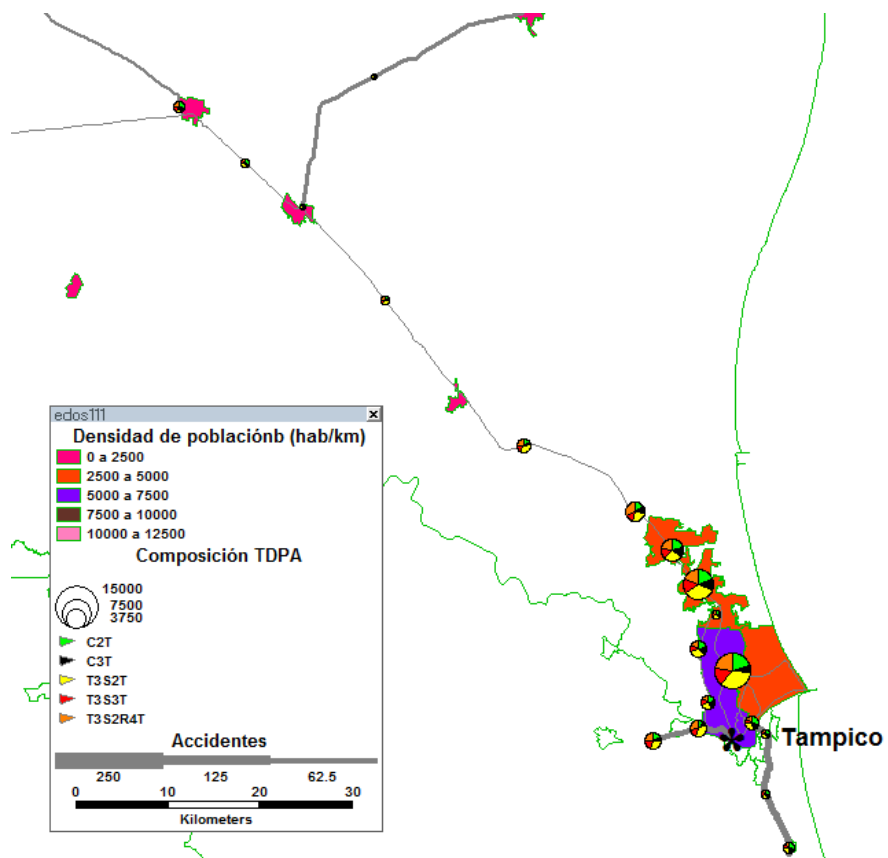 edos111
Densidad de poblaciónb (hab/km)
0 a 2500
2500 a 5000
5000 a 7500
7500 a 10000
10000 a 12500
Composición TDPA
15000
7500
3750
C2T
C3T
T3S2T
T3S3T
T3S2R4T
Accidentes
250 125 62.5
0 10 20 30
Kilometers
Tampico